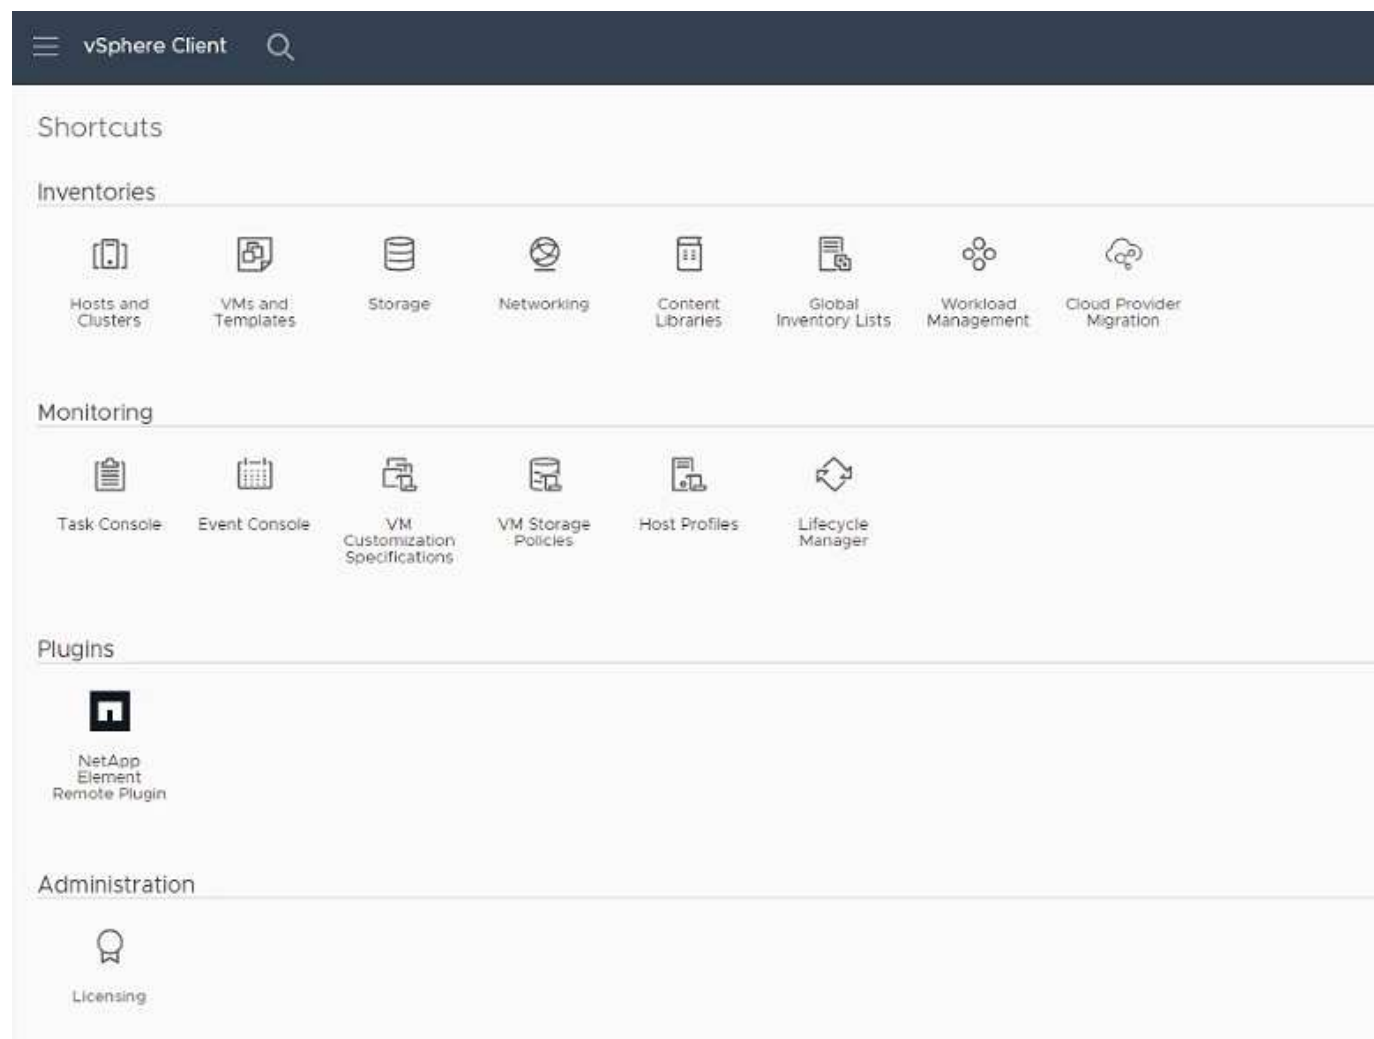 vSphere Client
Shortcuts
Inventories
Hosts and
Clusters
VMs and
Templates
Storage
Networking
Content
Libraries
Global
Inventory Lists
Workload
Management
Cloud Provider
Migration
Monitoring
Task Console
Event Console
VM
Customization
Specifications
VM Storage
Policies
Host Profiles
Lifecycle
Manager
Plugins
NetApp
Element
Remote Plugin
Administration
Licensing